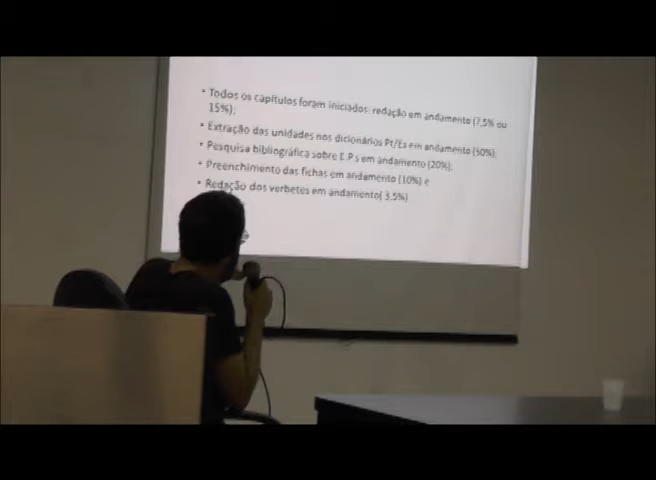 • Todos os capítulos foram iniciados: redação em andamento (7,5% ou
15%);
• Extração das unidades nos dicionários Pt/Es em andamento (50%);
• Pesquisa bibliográfica sobre E.P s em andamento (20%);
• Preenchimento das fichas em andamento (10%) e
• Redação dos verbetes em andamento( 3,5%)